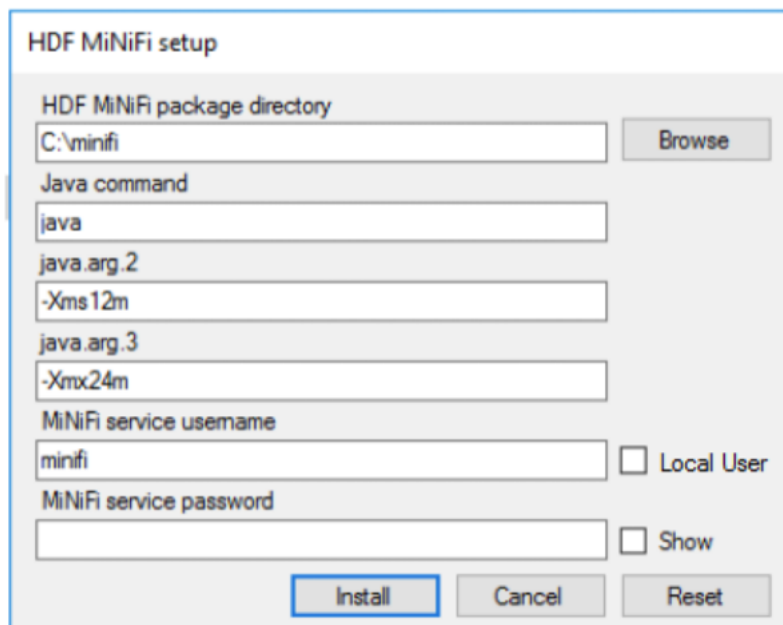 HDF MiNiFi setup
HDF MiNiFi package directory
C:\minifi
Browse
Java command
java
java.arg.2
-Xms12m
java.arg.3
-Xmx24m
MiNiFi service username
minifi
Local User
MiNiFi service password
Show
Install
Cancel
Reset